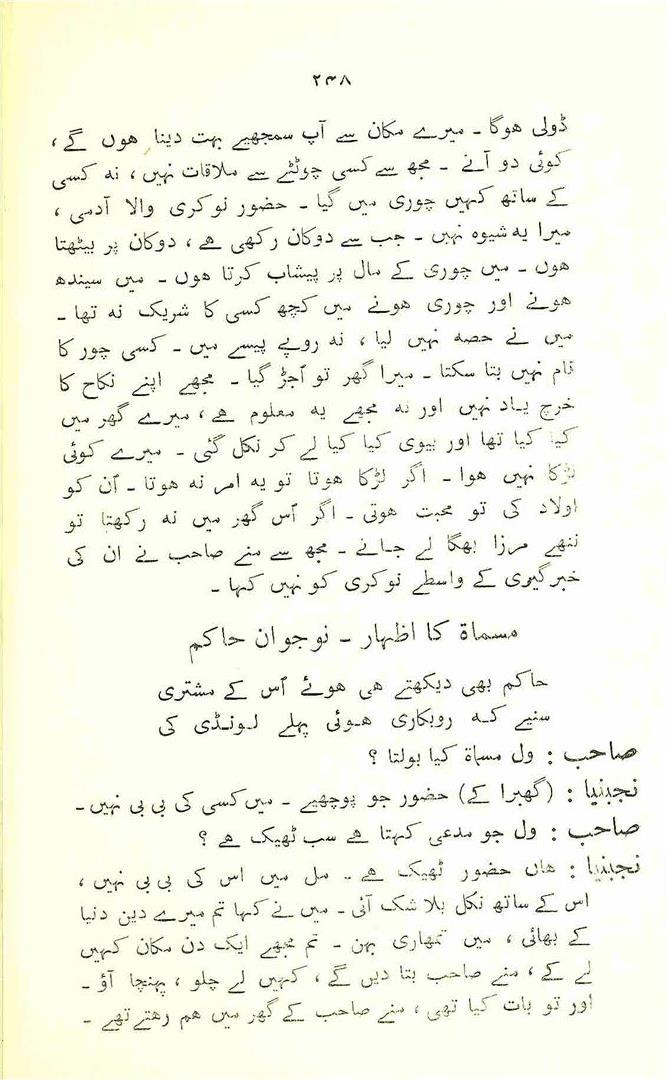 ۲۳۸
ڈولی ہوگا ۔ میرے مکان سے آپ سمجھیے بہت دینا ہوں گے ،
کوئی دو آنے ۔ مجھ سے کسی چوٹٹے سے ملاقات نہیں ، نہ کسی
کے ساتھ کہیں چوری میں گیا ۔ حضور نوکری والا آدمی ،
میرا یہ شیوہ نہیں ۔ جب سے دوکان رکھی ہے ، دوکان پر بیٹھتا
ہوں ۔ میں چوری کے مال پر پیشاب کرتا ہوں ۔ میں سیندھ
ہونے اور چوری ہونے میں کچھ کسی کا شریک نہ تھا ۔
میں نے حصہ نہیں لیا ، نہ روپے پیسے میں ۔ کسی چور کا
نام نہیں بتا سکتا ۔ میرا گھر تو اُجڑ گیا ۔ مجھے اپنے نکاح کا
خرچ یاد نہیں اور نہ مجھے یہ معلوم ہے ، میرے گھر میں
کیا کیا تھا اور بیوی کیا کیا لے کر نکل گئی ۔ میرے کوئی
لڑکا نہیں ہوا ۔ اگر لڑکا ہوتا تو یہ امر نہ ہوتا ۔ اُن کو
اولاد کی تو محبت ہوتی ۔ اگر اُس گھر میں نہ رکھتا تو
ننھے مرزا بھگا لے جاتے ۔ مجھ سے منے صاحب نے ان کی
خبر گیری کے واسطے نوکری کو نہیں کہا ۔
مسماة کا اظہار ۔ نوجوان حاکم
حاکم بھی دیکھتے ہی ہوئے اُس کے مشتری
سنیے کہ روبکاری ہوئی پہلے لونڈی کی
صاحب : ول مسماة کیا بولتا ؟
نجبنیا : (گھبرا کے) حضور جو پوچھیے ۔ میں کسی کی بی بی نہیں ۔
صاحب : ول جو مدعی کہتا ہے سب ٹھیک ہے ؟
نجبنیا : ہاں حضور ٹھیک ہے ۔ مل میں اس کی بی بی نہیں ،
اس کے ساتھ نکل بلا شک آئی ۔ میں نے کہا تم میرے دین دنیا
کے بھائی ، میں تمھاری بہن ۔ تم مجھے ایک دن مکان کہیں
لے کے ، منے صاحب بتا دیں گے ، کہیں لے چلو ، پہنچا آؤ ۔
اور تو بات کیا تھی ، منے صاحب کے گھر میں ہم رہتے تھے ۔